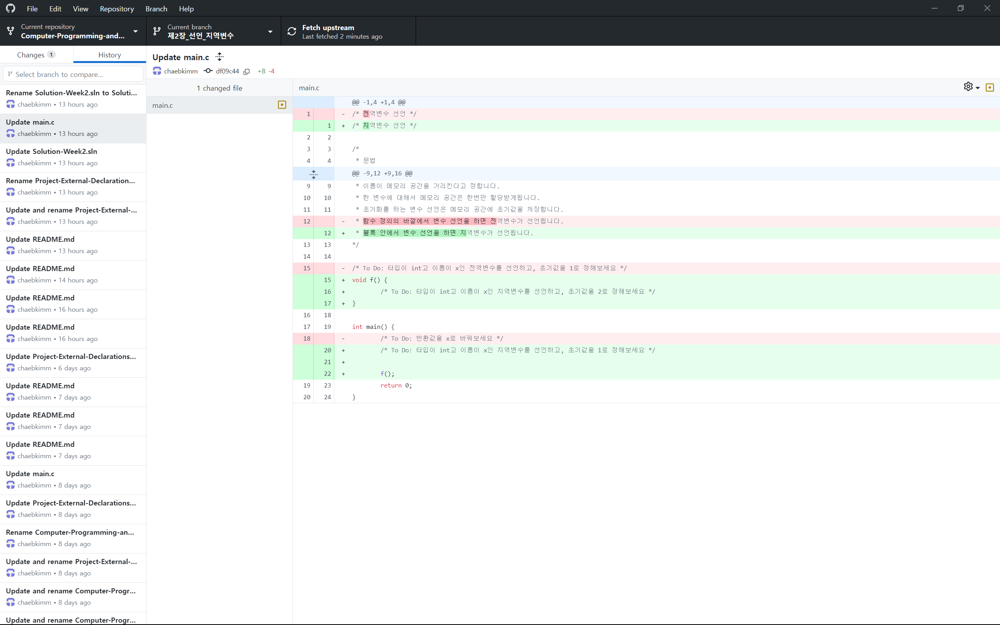 File Edit View Repository Branch Help
Current repository
Computer-Programming-and...
Current branch
제2장_선언_지역변수
Fetch upstream
Last fetched 2 minutes ago
Changes 1
History
Select branch to compare...
Rename Solution-Week2.sln to Soluti...
chaebkimm • 13 hours ago
Update main.c
chaebkimm • 13 hours ago
Update Solution-Week2.sln
chaebkimm • 13 hours ago
Rename Project-External-Declaration...
chaebkimm • 13 hours ago
Update and rename Project-External-...
chaebkimm • 13 hours ago
Update README.md
chaebkimm • 13 hours ago
Update README.md
chaebkimm • 14 hours ago
Update README.md
chaebkimm • 16 hours ago
Update README.md
chaebkimm • 16 hours ago
Update Project-External-Declarations...
chaebkimm • 6 days ago
Update README.md
chaebkimm • 7 days ago
Update README.md
chaebkimm • 7 days ago
Update README.md
chaebkimm • 7 days ago
Update main.c
chaebkimm • 8 days ago
Update Project-External-Declarations...
chaebkimm • 8 days ago
Rename Computer-Programming-an...
chaebkimm • 8 days ago
Update and rename Project-External-...
chaebkimm • 8 days ago
Update and rename Computer-Progr...
chaebkimm • 8 days ago
Update and rename Computer-Progr...
Update main.c
chaebkimm df09c44 +8 -4
1 changed file
main.c
main.c
@@ -1,4 +1,4 @@
1 - /* 전역변수 선언 */
1 + /* 지역변수 선언 */
2 2
3 3 /*
4 4 * 문법
@@ -9,12 +9,16 @@
9 9 * 이름이 메모리 공간을 가리킨다고 정합니다.
10 10 * 한 변수에 대해서 메모리 공간은 한번만 할당받게됩니다.
11 11 * 초기화를 하는 변수 선언은 메모리 공간에 초기값을 저장합니다.
12 - * 함수 정의의 바깥에서 변수 선언을 하면 전역변수가 선언됩니다.
12 + * 블록 안에서 변수 선언을 하면 지역변수가 선언됩니다.
13 13 */
14 14
15 - /* To Do: 타입이 int고 이름이 x인 전역변수를 선언하고, 초기값을 1로 정해보세요 */
15 + void f() {
16 + /* To Do: 타입이 int고 이름이 x인 지역변수를 선언하고, 초기값을 2로 정해보세요 */
17 + }
16 18
17 19 int main() {
18 - /* To Do: 반환값을 x로 바꿔보세요 */
20 + /* To Do: 타입이 int고 이름이 x인 지역변수를 선언하고, 초기값을 1로 정해보세요 */
21 +
22 + f();
19 23 return 0;
20 24 }